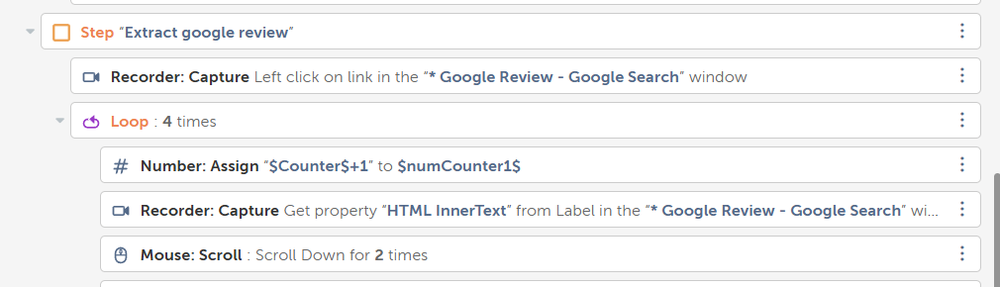 Step “Extract google review”
Recorder: Capture Left click on link in the “* Google Review - Google Search” window
Loop : 4 times
# Number: Assign “$Counter$+1” to $numCounter1$
Recorder: Capture Get property “HTML InnerText” from Label in the “* Google Review - Google Search” wi...
Mouse: Scroll : Scroll Down for 2 times